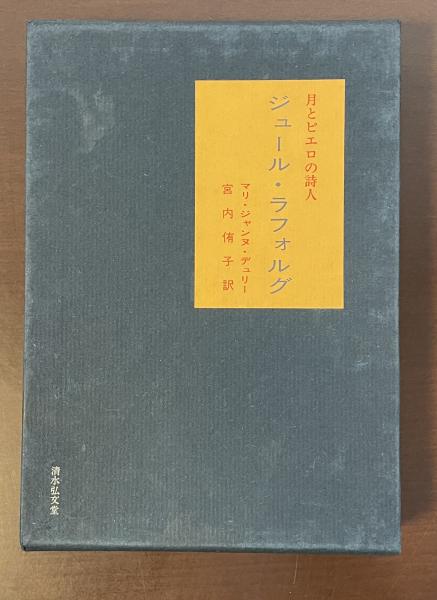 月とピエロの詩人
ジュール・ラフォルグ
マリ・ジャンヌ・デュリー
宮内侑子訳
清水弘文堂